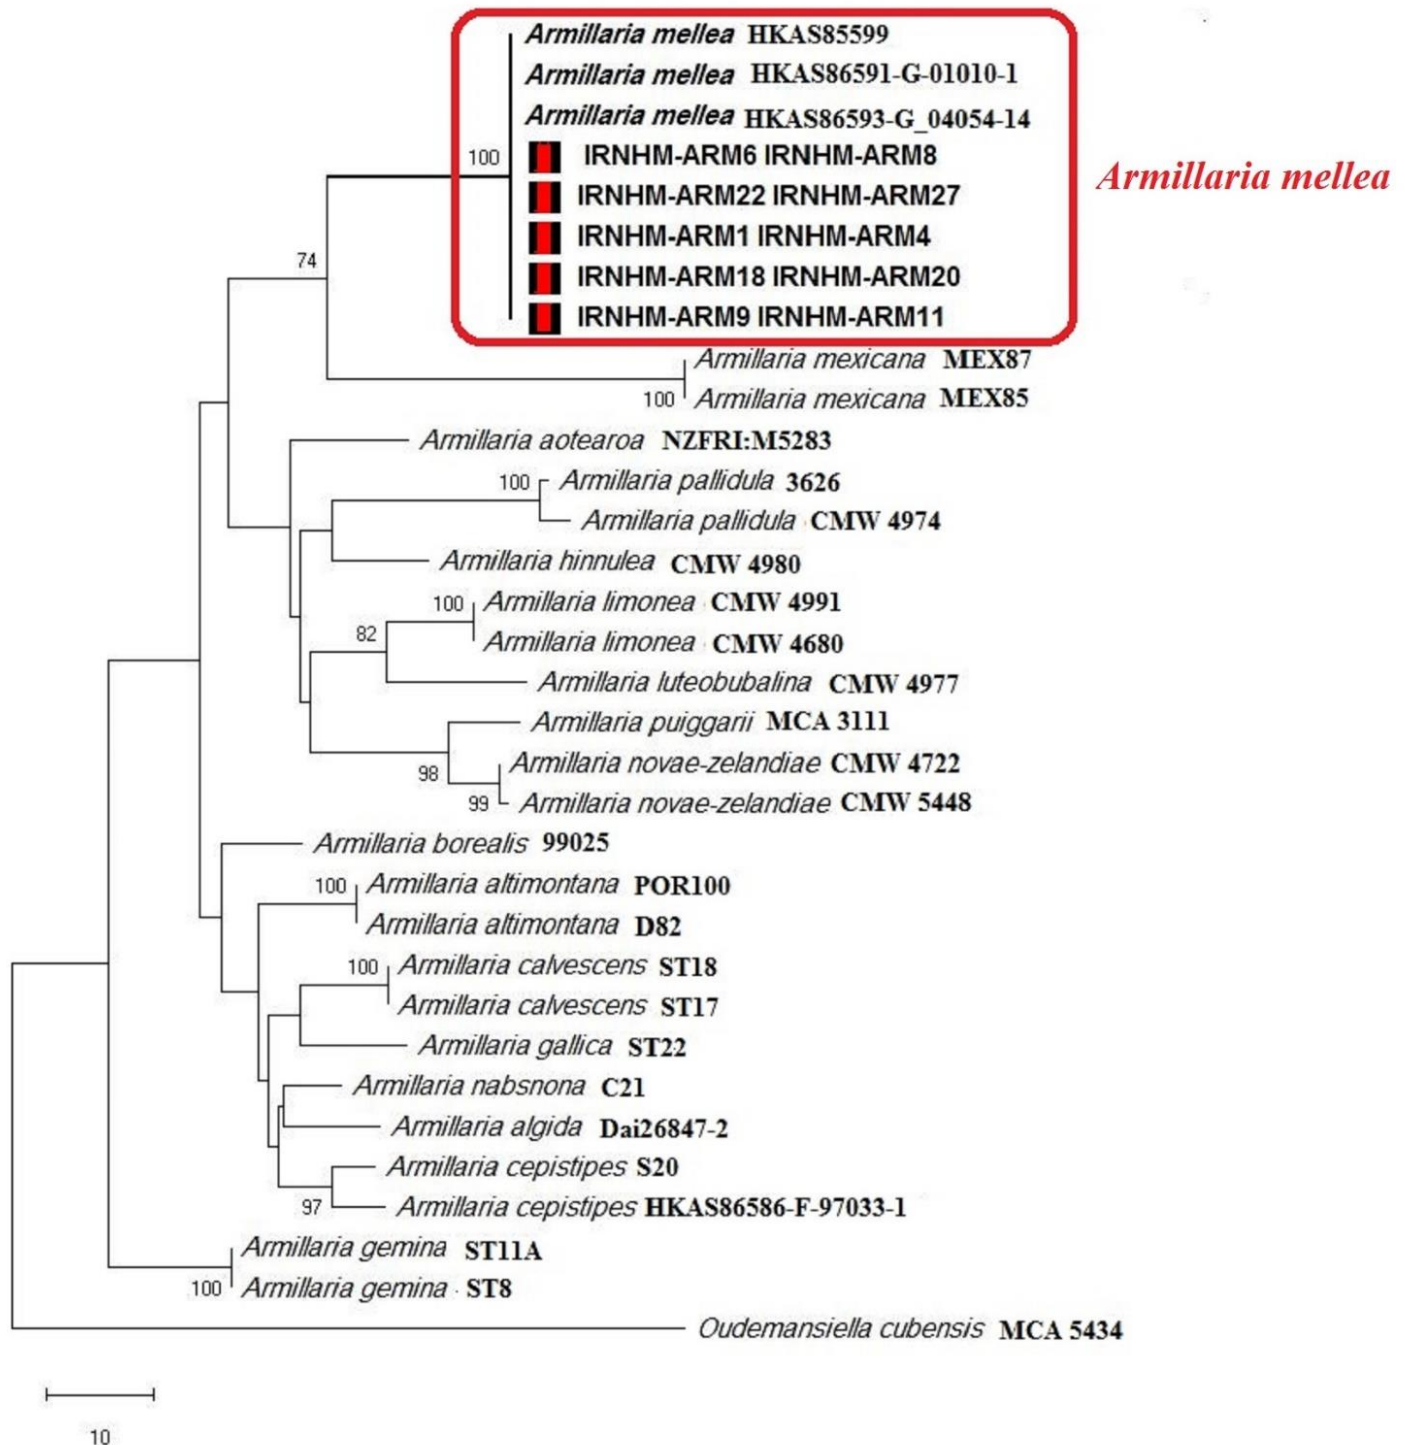 Armillaria mellea HKAS85599
Armillaria mellea HKAS86591-G-01010-1
Armillaria mellea HKAS86593-G_04054-14
100
IRNHM-ARM6 IRNHM-ARM8
Armillaria mellea
IRNHM-ARM22 IRNHM-ARM27
IRNHM-ARM1 IRNHM-ARM4
74
IRNHM-ARM18 IRNHM-ARM20
IRNHM-ARM9 IRNHM-ARM11
Armillaria mexicana MEX87
100 Armillaria mexicana MEX85
Armillaria aotearoa NZFRI:M5283
100 Armillaria pallidula 3626
Armillaria pallidula CMW 4974
Armillaria hinnulea CMW 4980
100 Armillaria limonea CMW 4991
82
Armillaria limonea CMW 4680
Armillaria luteobubalina CMW 4977
Armillaria puiggarii MCA 3111
98
Armillaria novae-zelandiae CMW 4722
99 Armillaria novae-zelandiae CMW 5448
Armillaria borealis 99025
100 Armillaria altimontana POR100
Armillaria altimontana D82
100 Armillaria calvescens ST18
Armillaria calvescens ST17
Armillaria gallica ST22
Armillaria nabsnona C21
Armillaria algida Dai26847-2
Armillaria cepistipes S20
97 Armillaria cepistipes HKAS86586-F-97033-1
Armillaria gemina ST11A
100 Armillaria gemina ST8
Oudemansiella cubensis MCA 5434
10